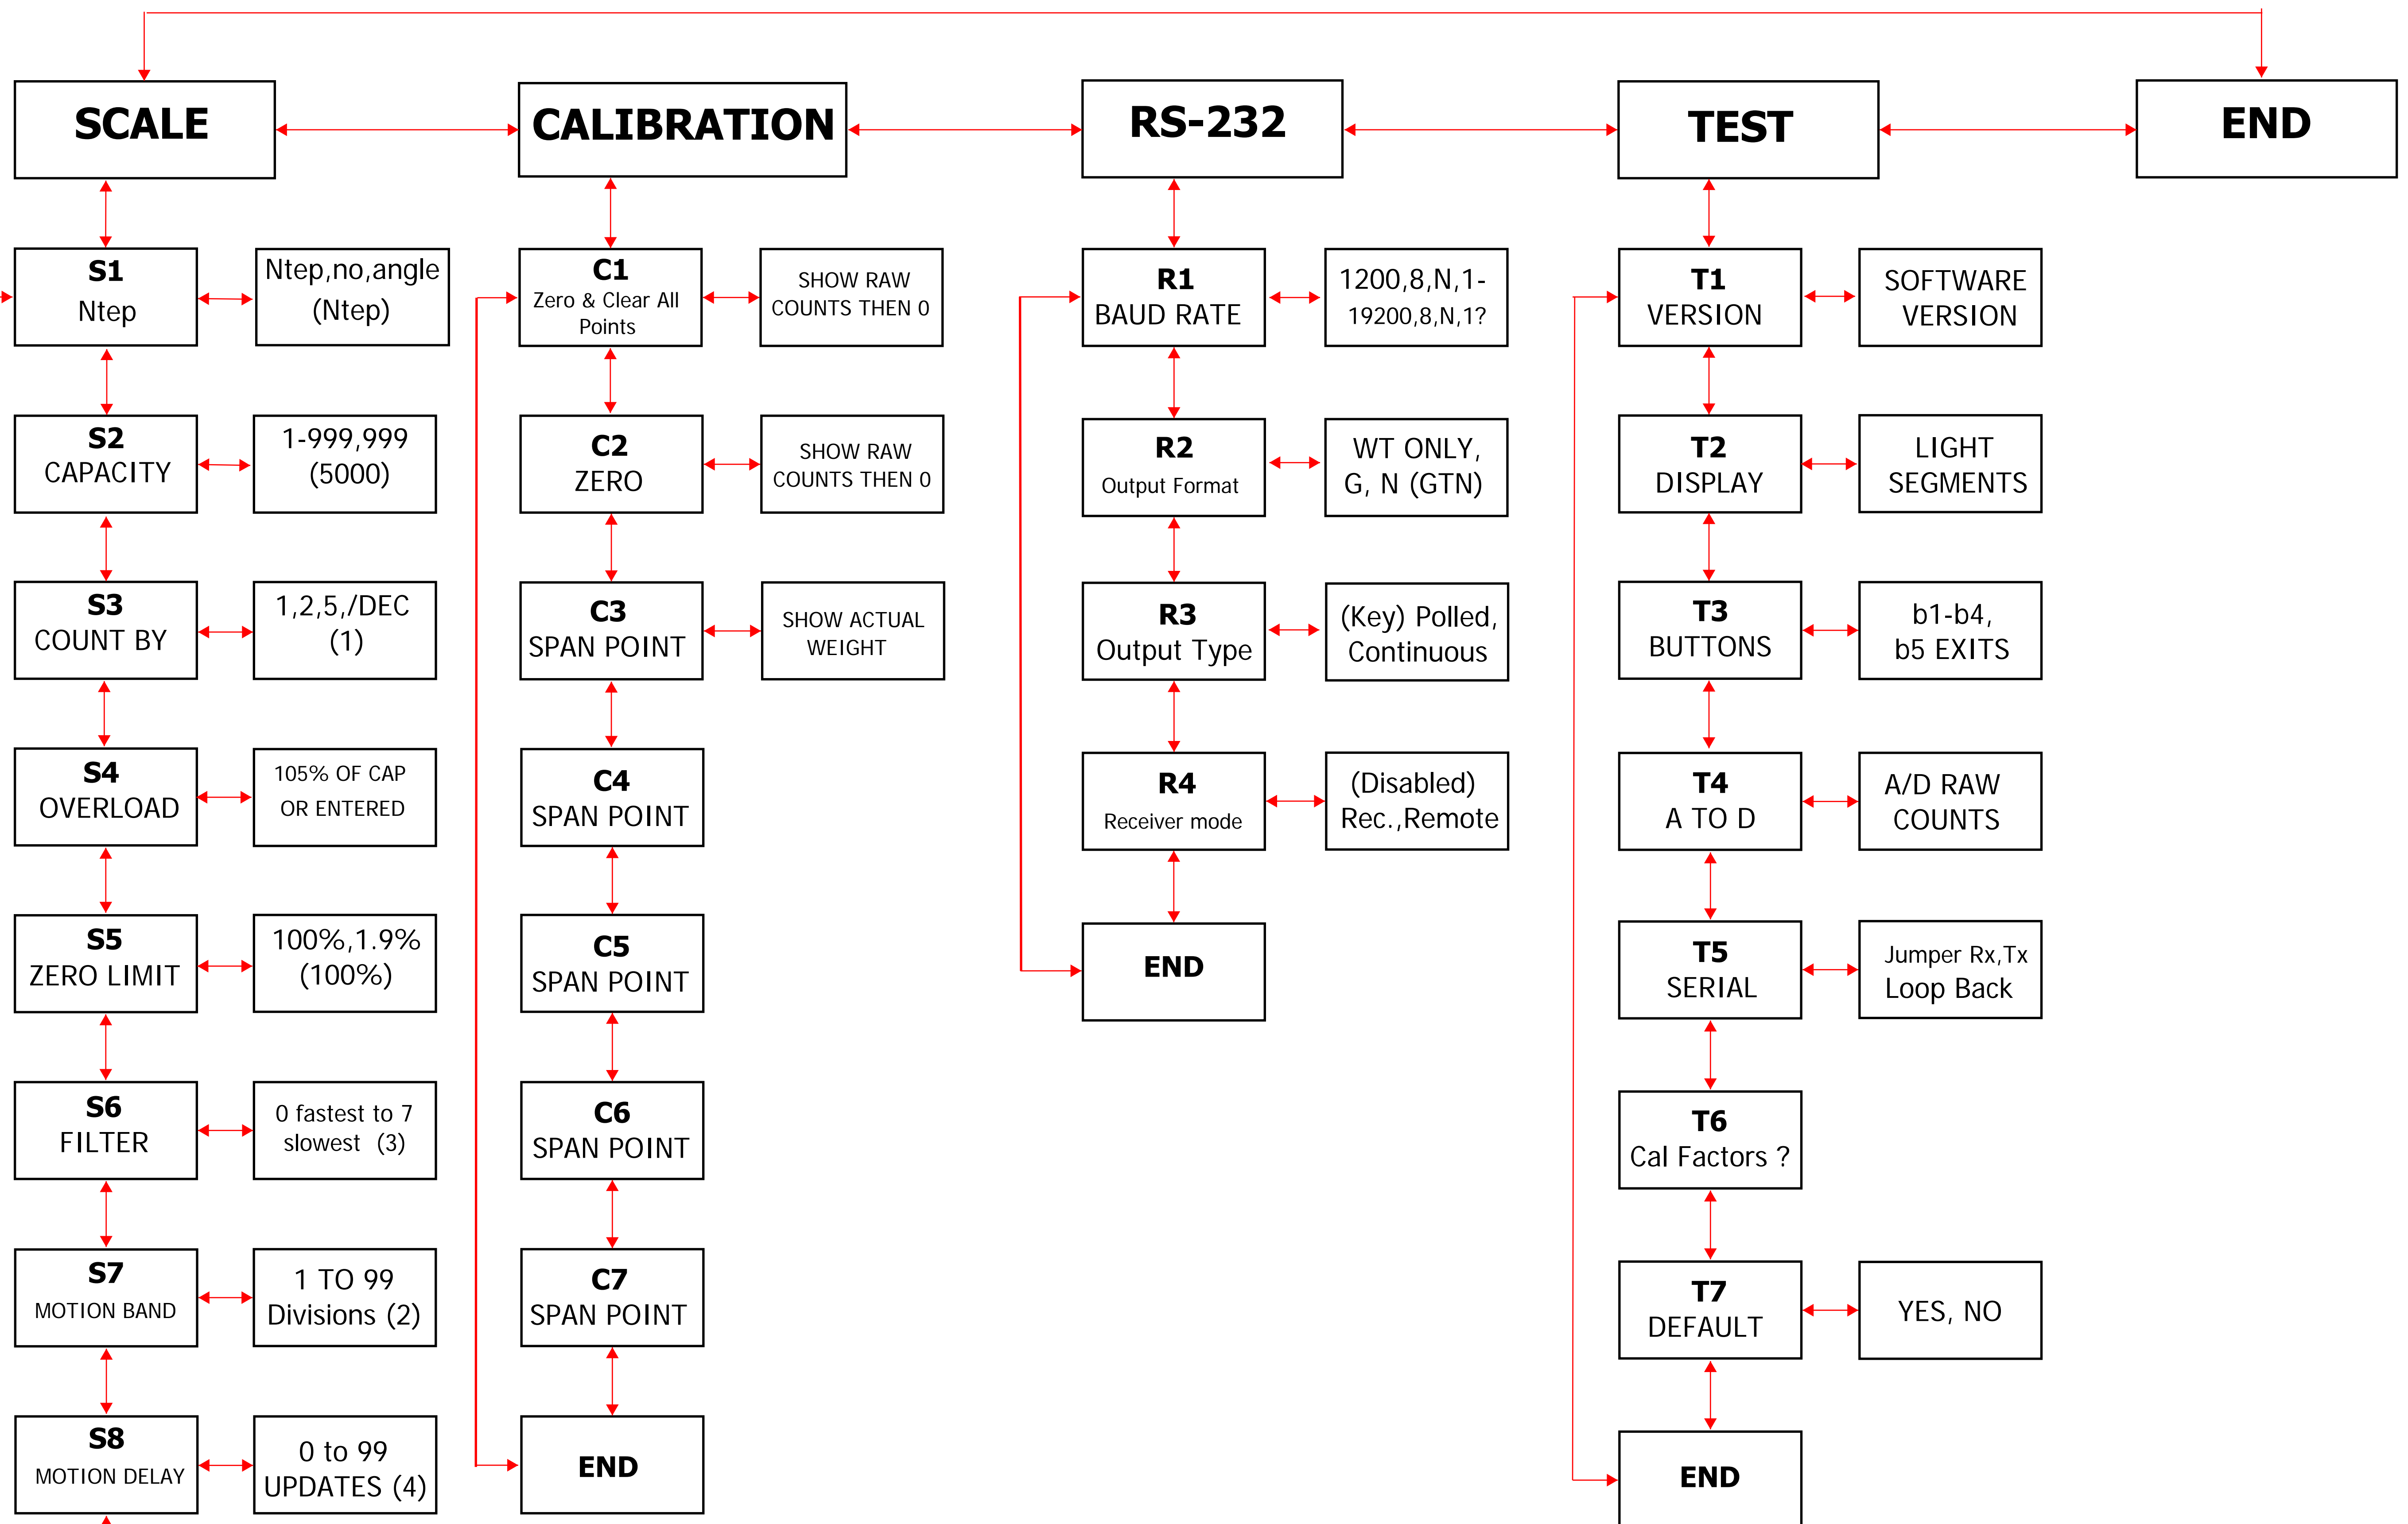 SCALE
CALIBRATION
RS-232
TEST
END
S1
Ntep
Ntep,no,angle
(Ntep)
S2
CAPACITY
1-999,999
(5000)
S3
COUNT BY
1,2,5,/DEC
(1)
S4
OVERLOAD
105% OF CAP
OR ENTERED
S5
ZERO LIMIT
100%,1.9%
(100%)
S6
FILTER
0 fastest to 7
slowest (3)
S7
MOTION BAND
1 TO 99
Divisions (2)
S8
MOTION DELAY
0 to 99
UPDATES (4)
C1
Zero & Clear All
Points
SHOW RAW
COUNTS THEN 0
C2
ZERO
SHOW RAW
COUNTS THEN 0
C3
SPAN POINT
SHOW ACTUAL
WEIGHT
C4
SPAN POINT
C5
SPAN POINT
C6
SPAN POINT
C7
SPAN POINT
END
R1
BAUD RATE
1200,8,N,1-
19200,8,N,1?
R2
Output Format
WT ONLY,
G, N (GTN)
R3
Output Type
(Key) Polled,
Continuous
R4
Receiver mode
(Disabled)
Rec.,Remote
END
T1
VERSION
SOFTWARE
VERSION
T2
DISPLAY
LIGHT
SEGMENTS
T3
BUTTONS
b1-b4,
b5 EXITS
T4
A TO D
A/D RAW
COUNTS
T5
SERIAL
Jumper Rx,Tx
Loop Back
T6
Cal Factors ?
T7
DEFAULT
YES, NO
END